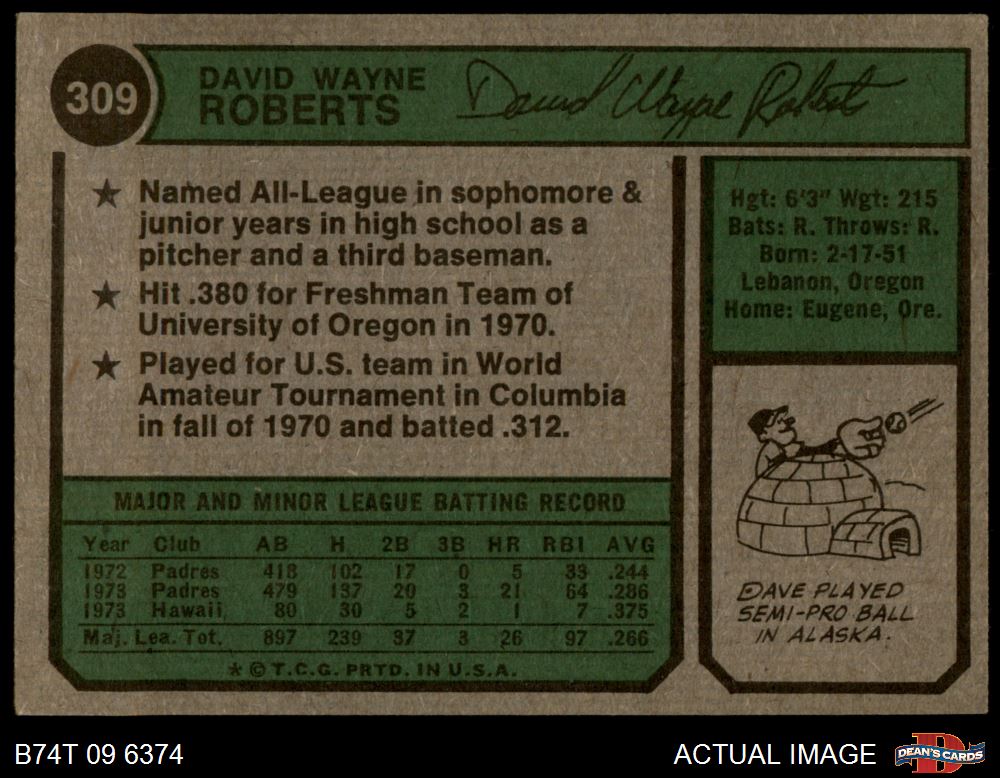 309
DAVID WAYNE
ROBERTS
David Wayne Roberts
★ Named All-League in sophomore &
junior years in high school as a
pitcher and a third baseman.
★ Hit .380 for Freshman Team of
University of Oregon in 1970.
★ Played for U.S. team in World
Amateur Tournament in Columbia
in fall of 1970 and batted .312.
Hgt: 6'3" Wgt: 215
Bats: R. Throws: R.
Born: 2-17-51
Lebanon, Oregon
Home: Eugene, Ore.
MAJOR AND MINOR LEAGUE BATTING RECORD
Year Club AB H 2B 3B HR RBI AVG
1972 Padres 418 102 17 0 5 33 .244
1973 Padres 479 137 20 3 21 64 .286
1973 Hawaii 80 30 5 2 1 7 .375
Maj. Lea. Tot. 897 239 37 3 26 97 .266
* © T.C.G. PRTD. IN U.S.A.
DAVE PLAYED
SEMI-PRO BALL
IN ALASKA.
B74T 09 6374
ACTUAL IMAGE
DEAN'S CARDS